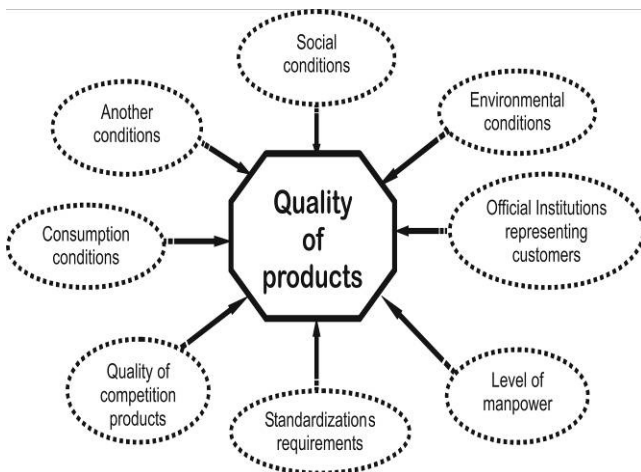 Social
conditions
Another
conditions
Environmental
conditions
Quality
of
products
Consumption
conditions
Official Institutions
representing
customers
Quality of
competition
products
Standardizations
requirements
Level of
manpower